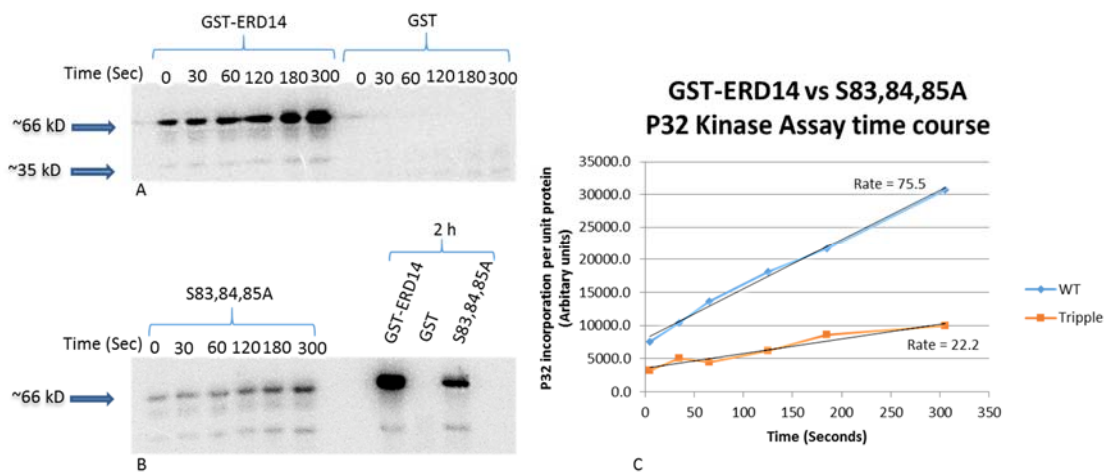 GST-ERD14 GST
Time (Sec) 0 30 60 120 180 300 0 30 60 120 180 300
~66 kD
~35 kD
A
2 h
GST-ERD14
GST
S83,84,85A
S83,84,85A
Time (Sec) 0 30 60 120 180 300
~66 kD
B
GST-ERD14 vs S83,84,85A
P32 Kinase Assay time course
P32 incorporation per unit protein
(Arbitary units)
35000.0
30000.0
25000.0
20000.0
15000.0
10000.0
5000.0
0.0
Rate = 75.5
Rate = 22.2
WT
Tripple
0 50 100 150 200 250 300 350
Time (Seconds)
C